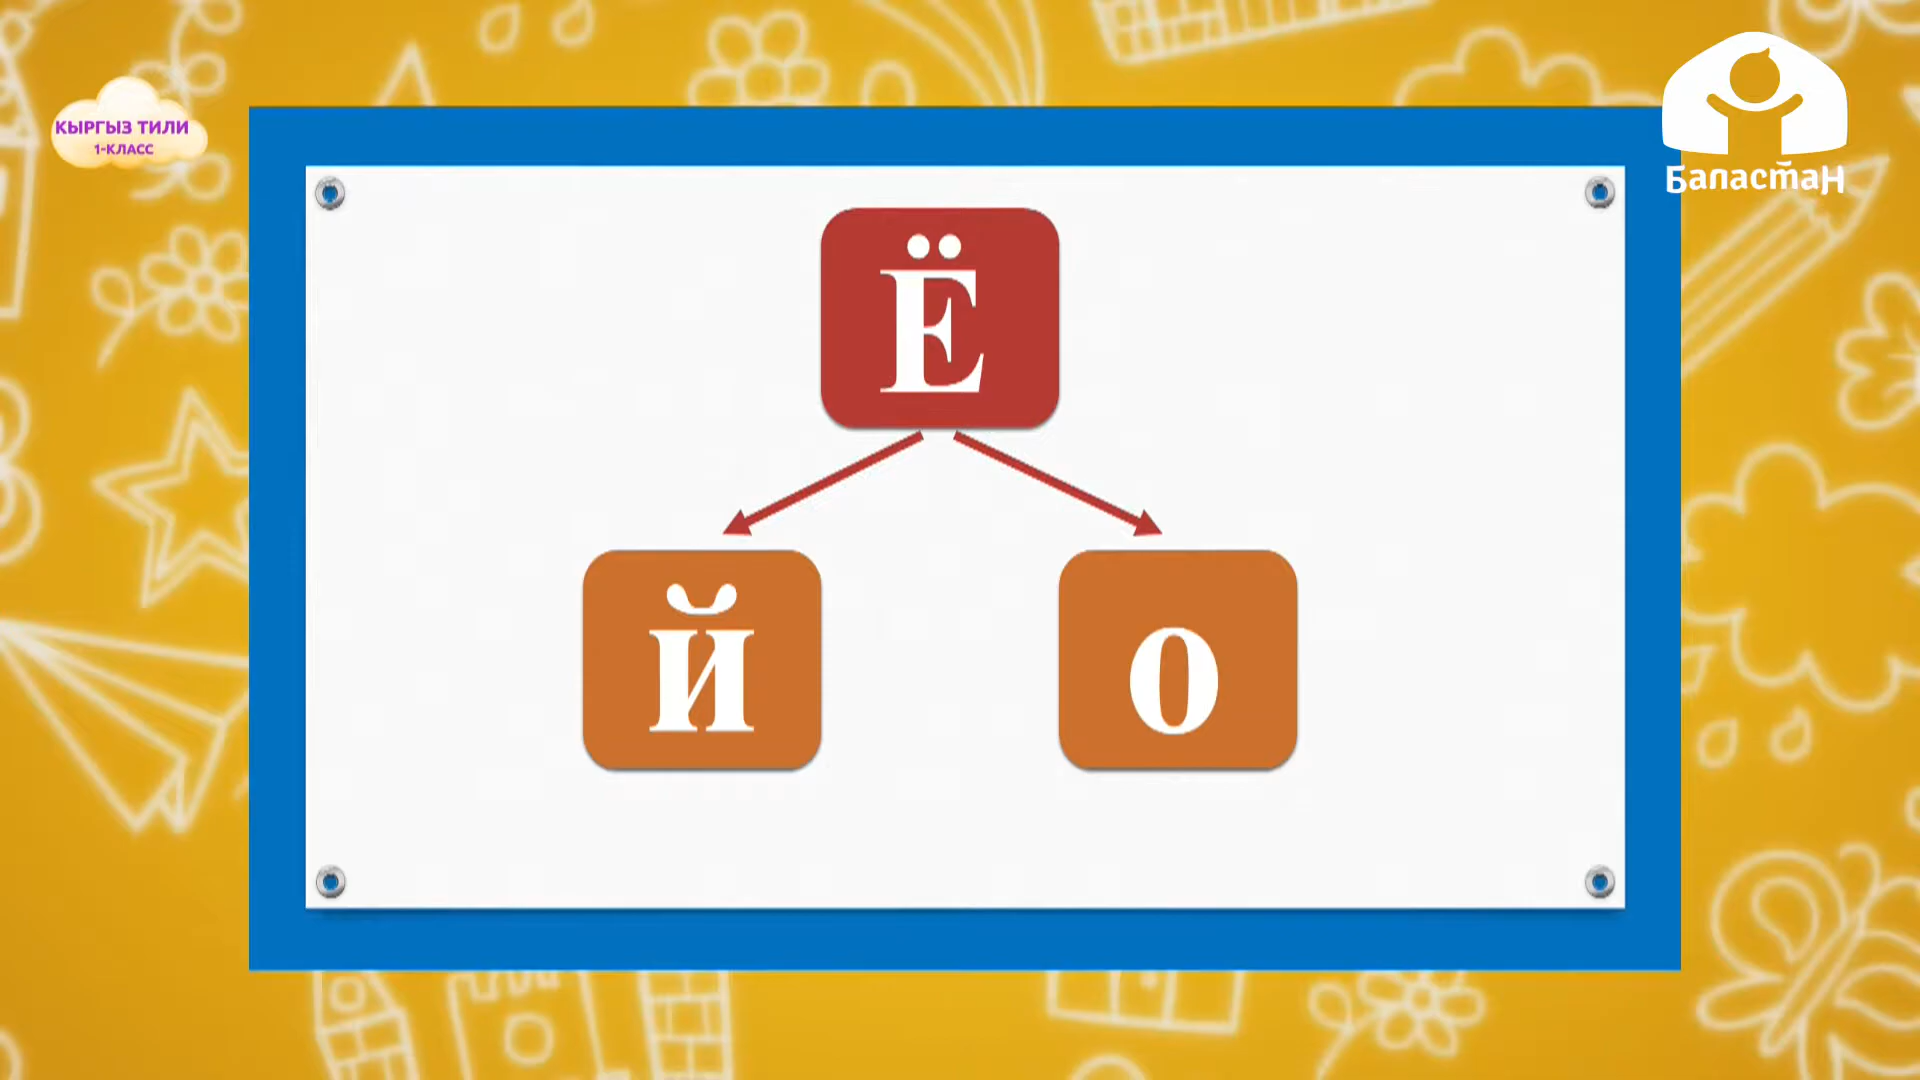 КЫРГЫЗ ТИЛИ
1-КЛАСС
Баластан
Ё
й
о